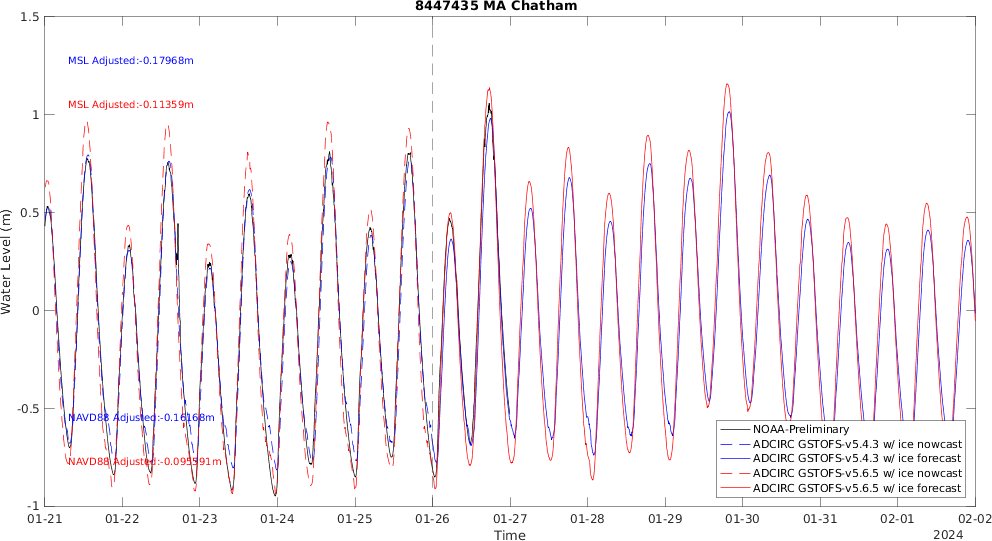 8447435 MA Chatham
1.5
MSL Adjusted:-0.17968m
MSL Adjusted:-0.11359m
1
0.5
Water Level (m)
0
-0.5
NAVD88 Adjusted:-0.16168m
NAVD88 Adjusted:-0.095591m
-1
NOAA-Preliminary
ADCIRC GSTOFS-v5.4.3 w/ ice nowcast
ADCIRC GSTOFS-v5.4.3 w/ ice forecast
ADCIRC GSTOFS-v5.6.5 w/ ice nowcast
ADCIRC GSTOFS-v5.6.5 w/ ice forecast
01-21 01-22 01-23 01-24 01-25 01-26 01-27 01-28 01-29 01-30 01-31 02-01 02-02
Time
2024